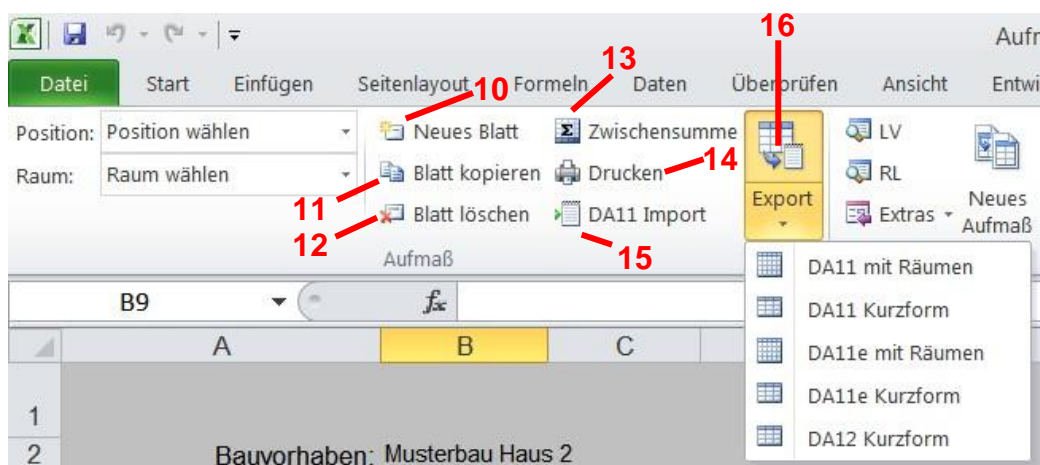 16
Aufr
13
Datei Start Einfügen Seitenlayout Formeln Daten Überprüfen Ansicht Entwi
10
Position: Position wählen Neues Blatt Zwischensumme LV
14
Raum: Raum wählen Blatt kopieren Drucken RL
11
Export Neues
Blatt löschen DA11 Import Extras Aufmaß
12
15
Aufmaß
DA11 mit Räumen
B9 fx
DA11 Kurzform
A B C
DA11e mit Räumen
DA11e Kurzform
1
DA12 Kurzform
2 Bauvorhaben: Musterbau Haus 2